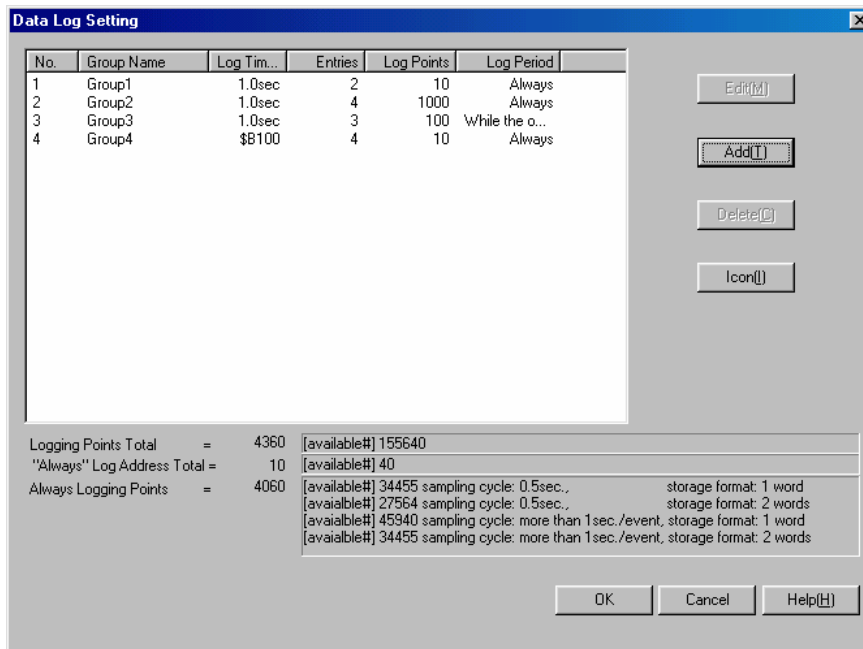 Data Log Setting
No. Group Name Log Tim... Entries Log Points Log Period
1 Group1 1.0sec 2 10 Always
2 Group2 1.0sec 4 1000 Always
3 Group3 1.0sec 3 100 While the o...
4 Group4 $B100 4 10 Always
Edit(M)
Add(T)
Delete(C)
Icon(I)
Logging Points Total = 4360 [available#] 155640
"Always" Log Address Total = 10 [available#] 40
Always Logging Points = 4060 [available#] 34455 sampling cycle: 0.5sec., storage format: 1 word
[avaialble#] 27564 sampling cycle: 0.5sec., storage format: 2 words
[avaialble#] 45940 sampling cycle: more than 1sec./event, storage format: 1 word
[avaialble#] 34455 sampling cycle: more than 1sec./event, storage format: 2 words
OK Cancel Help(H)